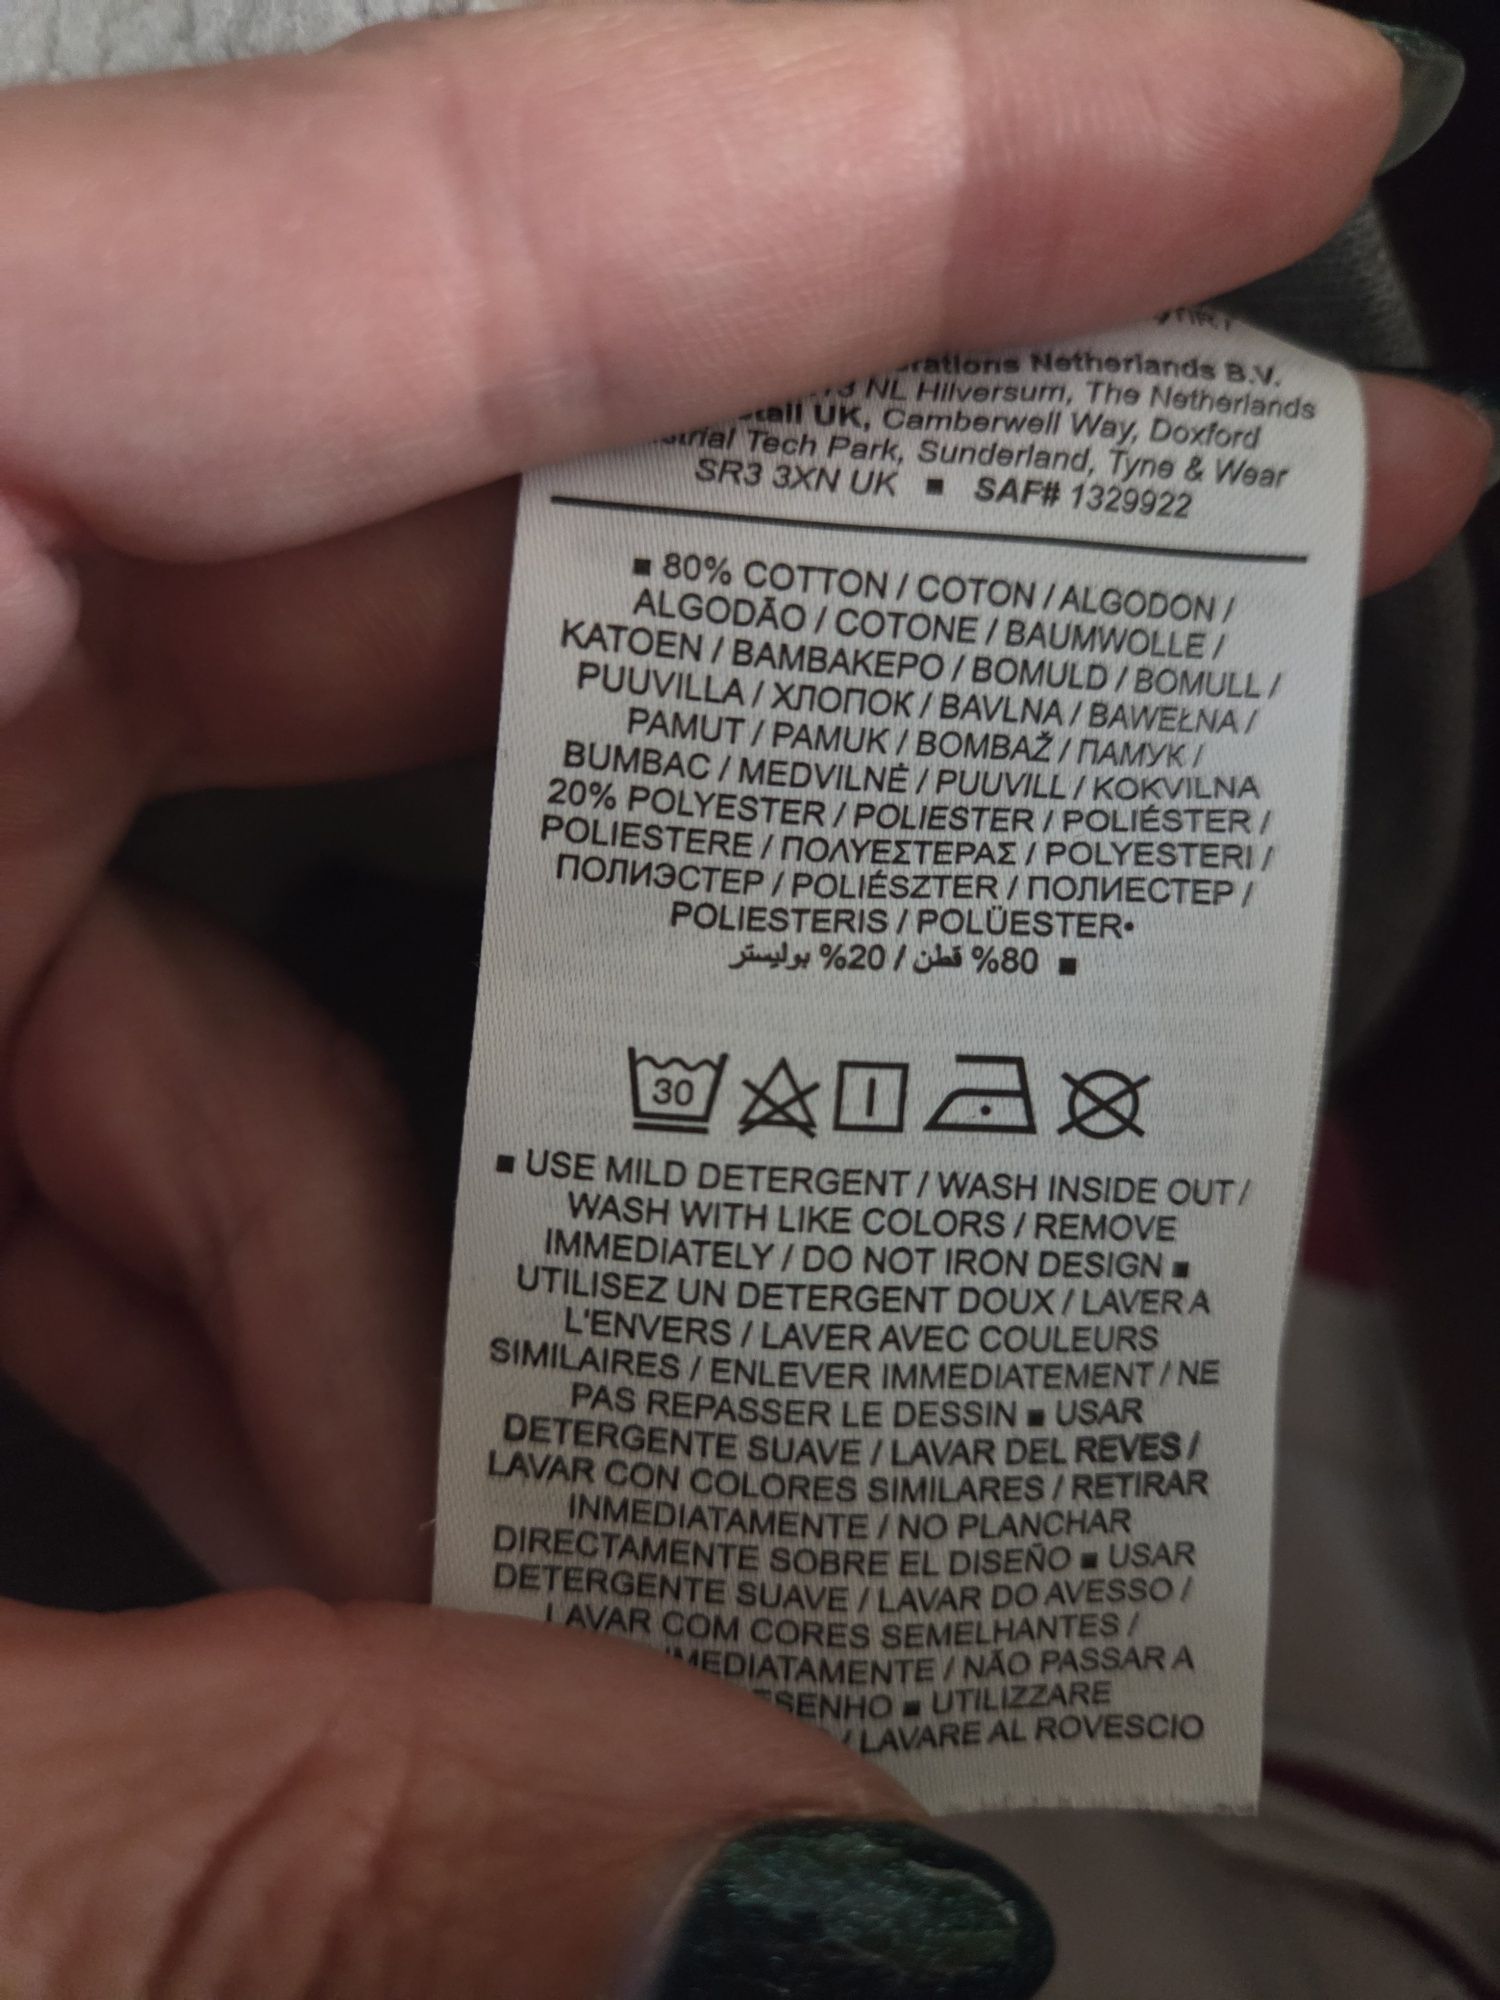 Netherlands B.V.
NL Hilversum, The Netherlands
UK, Camberwell Way, Doxford
Tech Park, Sunderland, Tyne & Wear
SR3 3XN UK ■ SAF# 1329922
■ 80% COTTON / COTON / ALGODON /
ALGODÃO / COTONE / BAUMWOLLE /
KATOEN / BAMBAKEPO / BOMULD / BOMULL /
PUUVILLA / ХЛОПОК / BAVLNA / BAWEŁNA /
PAMUT / PAMUK / BOMBAŽ / ПАМУК /
BUMBAC / MEDVILNĖ / PUUVILL / KOKVILNA
20% POLYESTER / POLIESTER / POLIÉSTER /
POLIESTERE / ΠΟΛΥΕΣΤΕΡΑΣ / POLYESTERI /
ПОЛИЭСТЕР / POLIÉSZTER / ПОЛИЕСТЕР /
POLIESTERIS / POLÜESTER•
■ 80% قطن / 20% بوليستر
30
■ USE MILD DETERGENT / WASH INSIDE OUT /
WASH WITH LIKE COLORS / REMOVE
IMMEDIATELY / DO NOT IRON DESIGN ■
UTILISEZ UN DETERGENT DOUX / LAVER A
L'ENVERS / LAVER AVEC COULEURS
SIMILAIRES / ENLEVER IMMEDIATEMENT / NE
PAS REPASSER LE DESSIN ■ USAR
DETERGENTE SUAVE / LAVAR DEL REVES /
LAVAR CON COLORES SIMILARES / RETIRAR
INMEDIATAMENTE / NO PLANCHAR
DIRECTAMENTE SOBRE EL DISEÑO ■ USAR
DETERGENTE SUAVE / LAVAR DO AVESSO /
LAVAR COM CORES SEMELHANTES /
/ NÃO PASSAR A
■ UTILIZZARE
/ LAVARE AL ROVESCIO